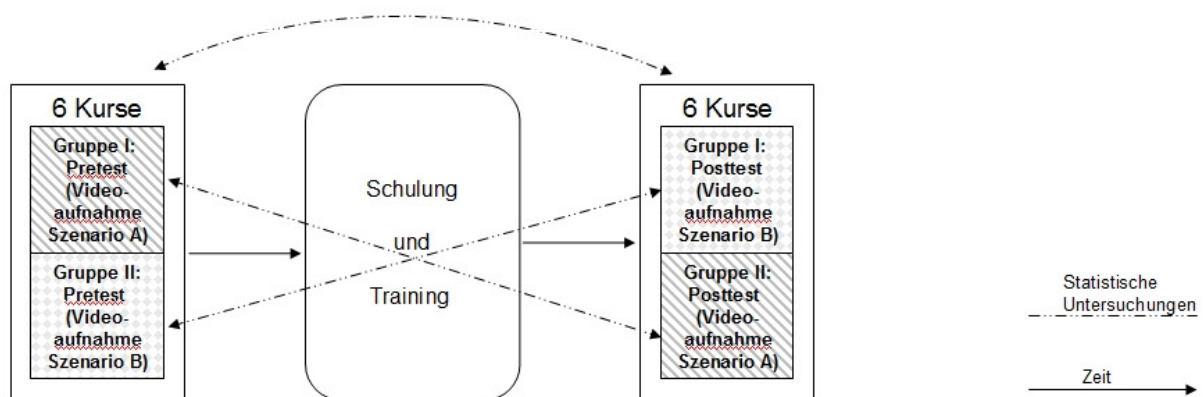 6 Kurse
Gruppe I:
Pretest
(Video-
aufnahme
Szenario A)
Gruppe II:
Pretest
(Video-
aufnahme
Szenario B)
Schulung
und
Training
6 Kurse
Gruppe I:
Posttest
(Video-
aufnahme
Szenario B)
Gruppe II:
Posttest
(Video-
aufnahme
Szenario A)
Statistische
Untersuchungen
Zeit